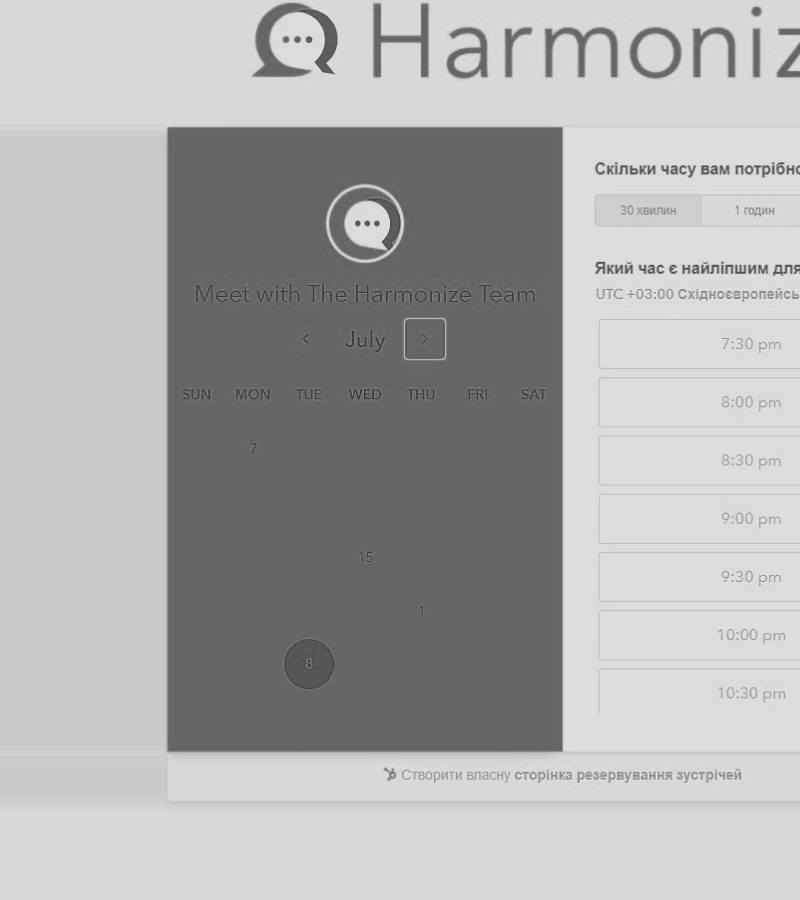 Harmoniz
Meet with The Harmonize Team
July
SUN MON TUE WED THU FRI SAT
7
15
1
8
Скільки часу вам потрібно
30 хвилин 1 годин
Який час є найліпшим для
UTC +03:00 Східноєвропейсь
7:30 pm
8:00 pm
8:30 pm
9:00 pm
9:30 pm
10:00 pm
10:30 pm
Створити власну сторінка резервування зустрічей